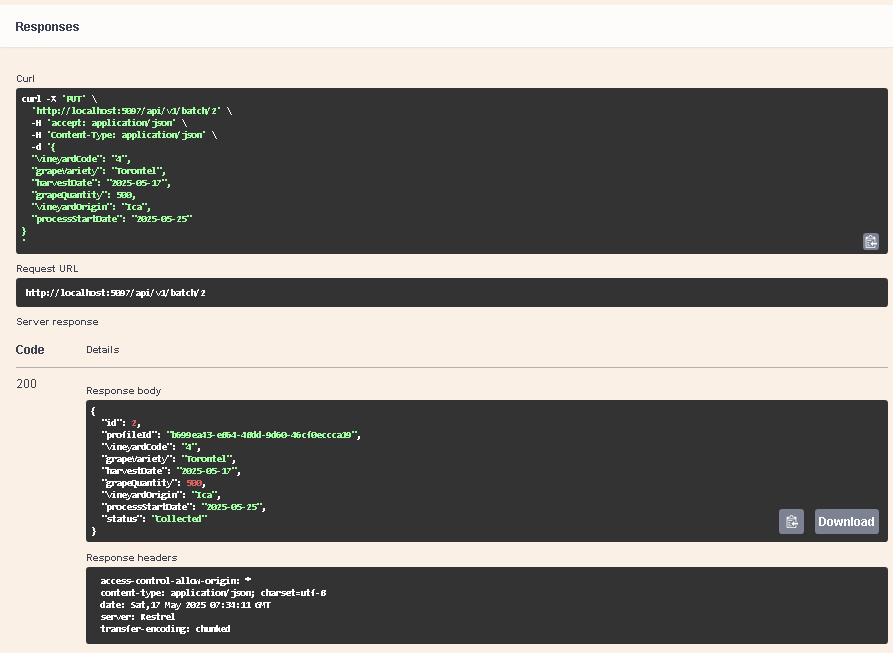 Responses
Curl
curl -X 'PUT' \
  'http://localhost:5097/api/v1/batch/2' \
  -H 'accept: application/json' \
  -H 'Content-Type: application/json' \
  -d '{
  "vineyardCode": "4",
  "grapeVariety": "Torontel",
  "harvestDate": "2025-05-17",
  "grapeQuantity": 500,
  "vineyardOrigin": "Ica",
  "processStartDate": "2025-05-25"
}
'
Request URL
http://localhost:5097/api/v1/batch/2
Server response
Code Details
200
Response body
{
  "id": 2,
  "profileId":
  "vineyardCode": "4",
  "grapeVariety": "Torontel",
  "harvestDate": "2025-05-17",
  "grapeQuantity": 500,
  "vineyardOrigin": "Ica",
  "processStartDate": "2025-05-25",
  "status": "Collected"
}
Download
Response headers
access-control-allow-origin: *
content-type: application/json; charset=utf-8
date: Sat,17 May 2025 07:34:11 GMT
server: Kestrel
transfer-encoding: chunked